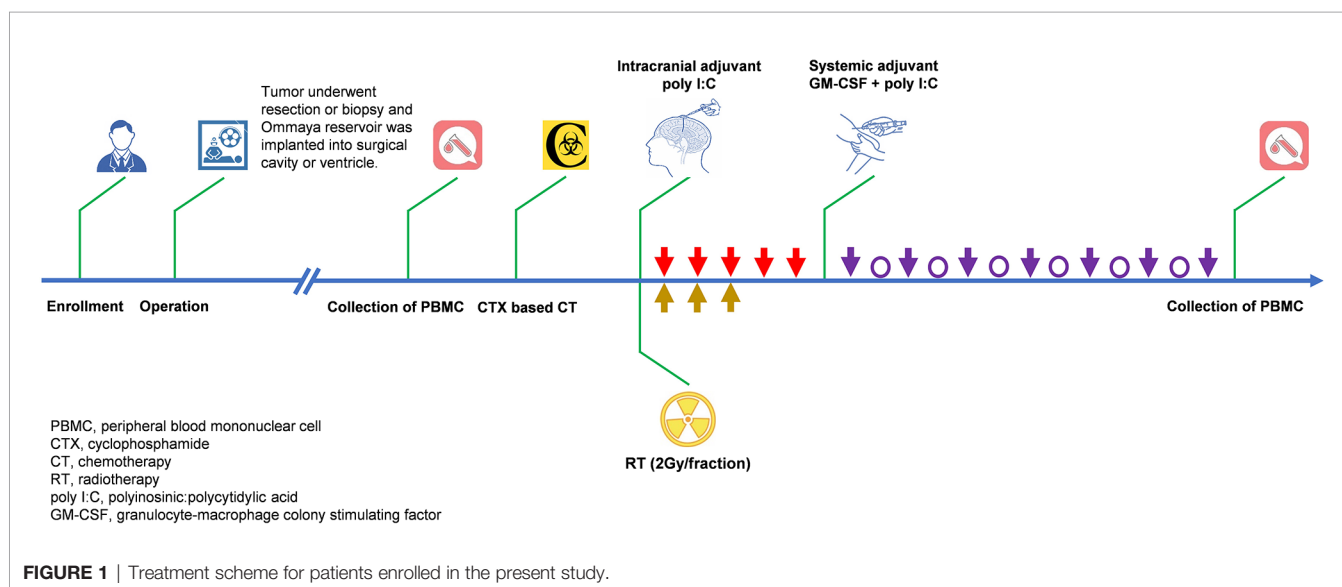 Intracranial adjuvant
poly I:C
Systemic adjuvant
GM-CSF + poly I:C
Tumor underwent
resection or biopsy and
Ommaya reservoir was
implanted into surgical
cavity or ventricle.
C
Enrollment
Operation
Collection of PBMC
CTX based CT
Collection of PBMC
RT (2Gy/fraction)
PBMC, peripheral blood mononuclear cell
CTX, cyclophosphamide
CT, chemotherapy
RT, radiotherapy
poly I:C, polyinosinic:polycytidylic acid
GM-CSF, granulocyte-macrophage colony stimulating factor
FIGURE 1 | Treatment scheme for patients enrolled in the present study.